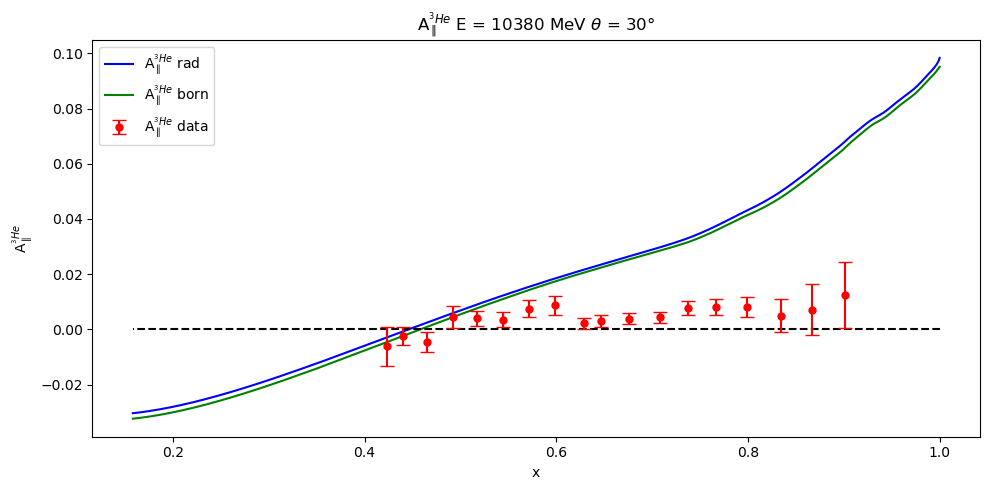 A∥³He E = 10380 MeV θ = 30°
A∥³He rad
A∥³He born
A∥³He data
A∥³He
0.10
0.08
0.06
0.04
0.02
0.00
−0.02
0.2 0.4 0.6 0.8 1.0
x